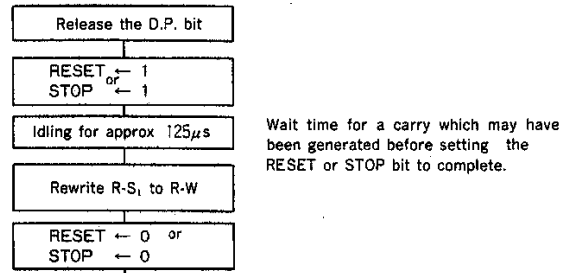 Release the D.P. bit
RESET ← 1
or
STOP ← 1
Idling for approx 125μs
Wait time for a carry which may have
been generated before setting the
RESET or STOP bit to complete.
Rewrite R-S₁ to R-W
RESET ← 0 or
STOP ← 0